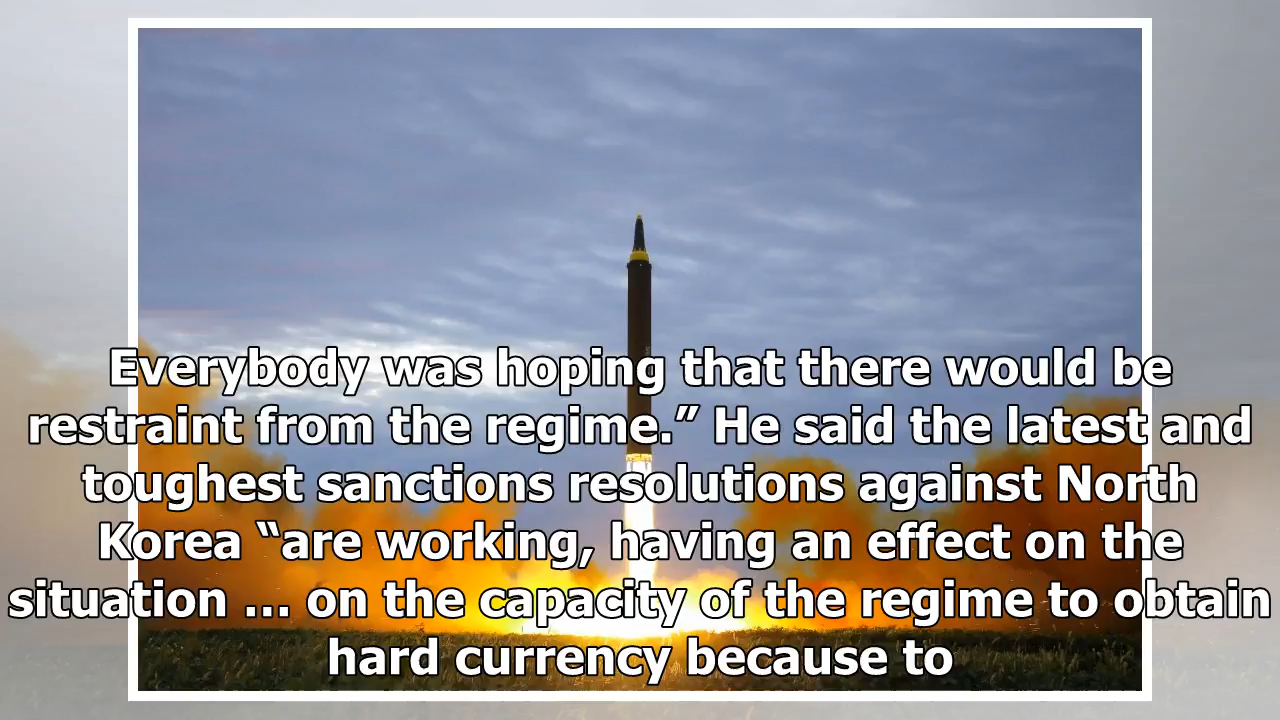 Everybody was hoping that there would be
restraint from the regime.” He said the latest and
toughest sanctions resolutions against North
Korea “are working, having an effect on the
situation ... on the capacity of the regime to obtain
hard currency because to